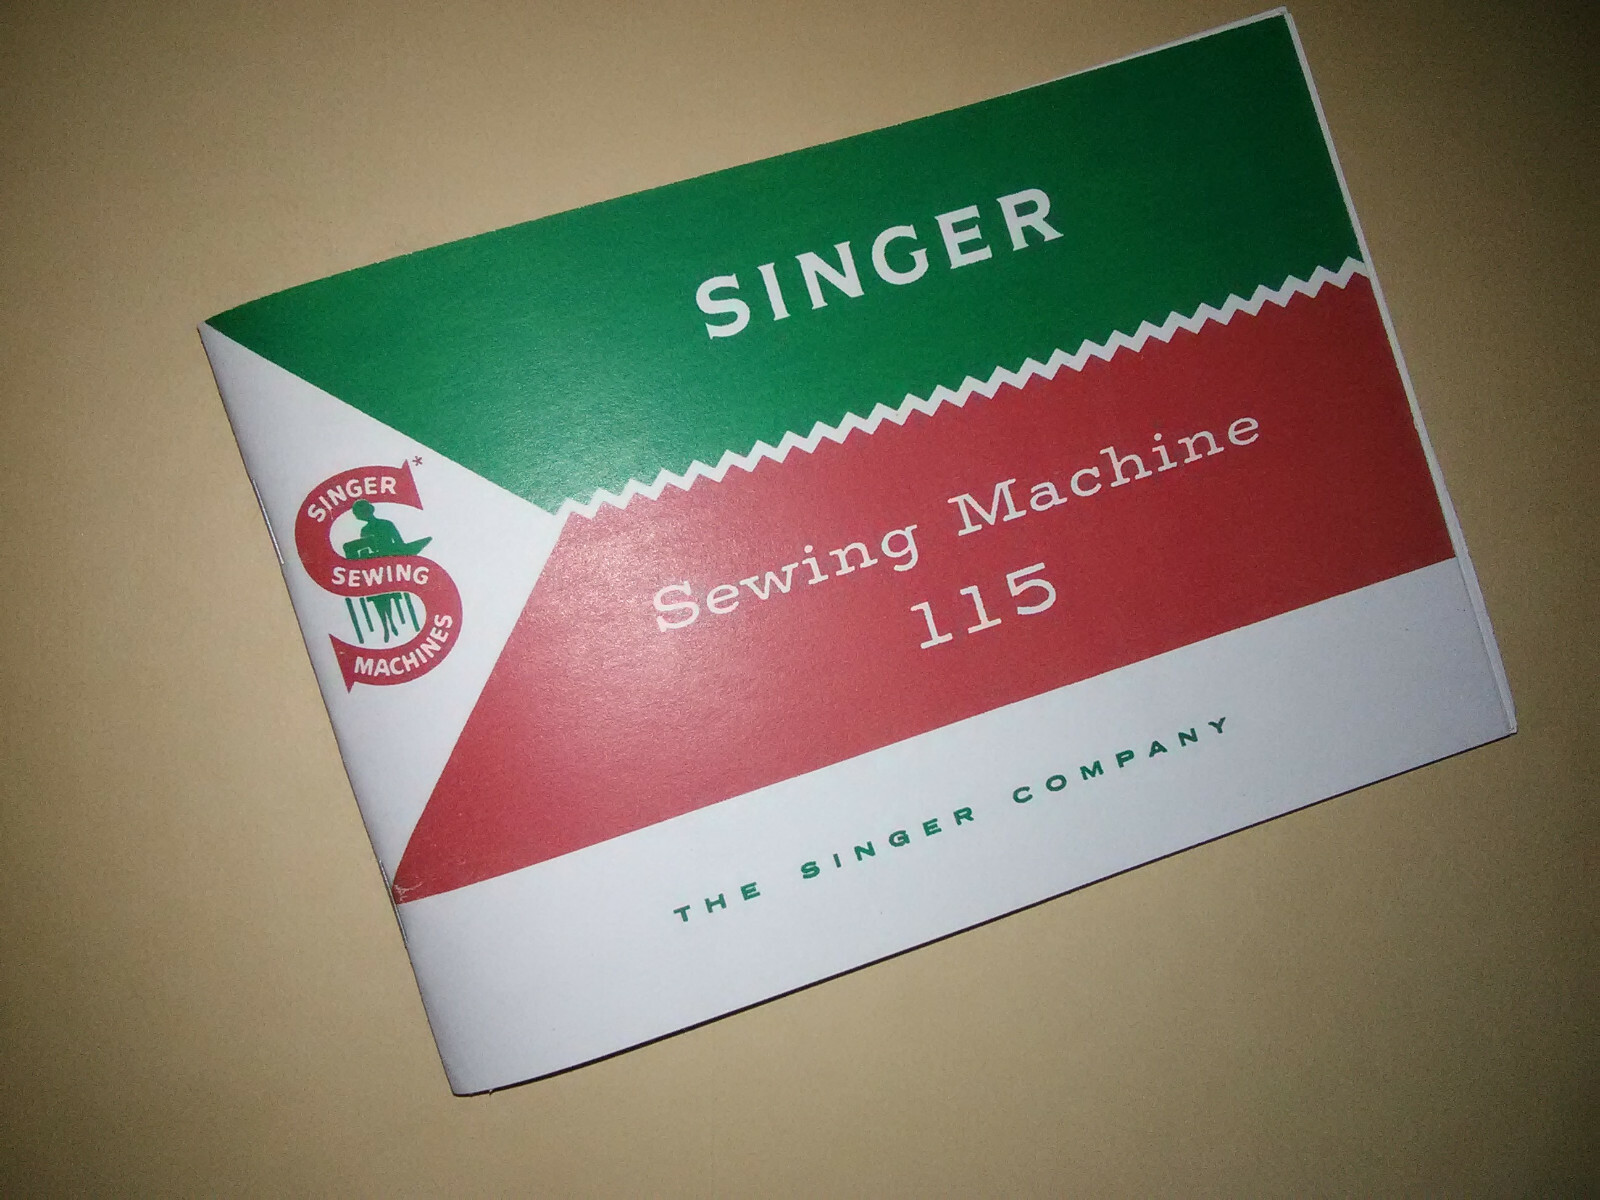 SINGER
Sewing Machine
115
SINGER*
SEWING
MACHINES
THE SINGER COMPANY